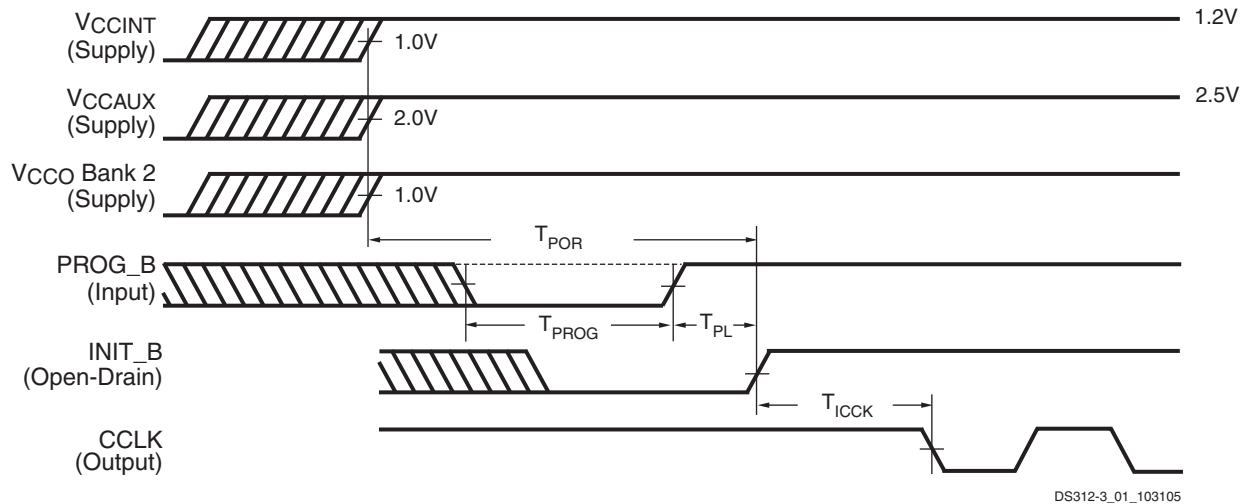 VCCINT
(Supply)
1.0V
1.2V
VCCAUX
(Supply)
2.0V
2.5V
VCCO Bank 2
(Supply)
1.0V
TPOR
PROG_B
(Input)
TPROG
TPL
INIT_B
(Open-Drain)
TICCK
CCLK
(Output)
DS312-3_01_103105